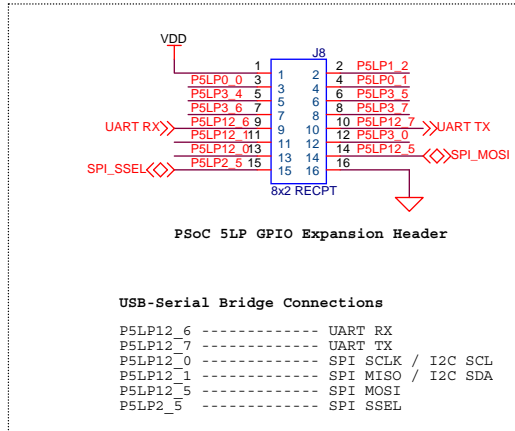 VDD
J8
1 1 2 2 P5LP1_2
P5LP0_0 3 3 4 4 P5LP0_1
P5LP3_4 5 5 6 6 P5LP3_5
P5LP3_6 7 7 8 8 P5LP3_7
UART RX P5LP12_6 9 9 10 10 P5LP12_7 UART TX
P5LP12_1 11 11 12 12 P5LP3_0
P5LP12_0 13 13 14 14 P5LP12_5 SPI_MOSI
SPI_SSEL P5LP2_5 15 15 16 16
8x2 RECPT
PSoC 5LP GPIO Expansion Header
USB-Serial Bridge Connections
P5LP12_6 ------------- UART RX
P5LP12_7 ------------- UART TX
P5LP12_0 ------------- SPI SCLK / I2C SCL
P5LP12_1 ------------- SPI MISO / I2C SDA
P5LP12_5 ------------- SPI MOSI
P5LP2_5 ------------- SPI SSEL